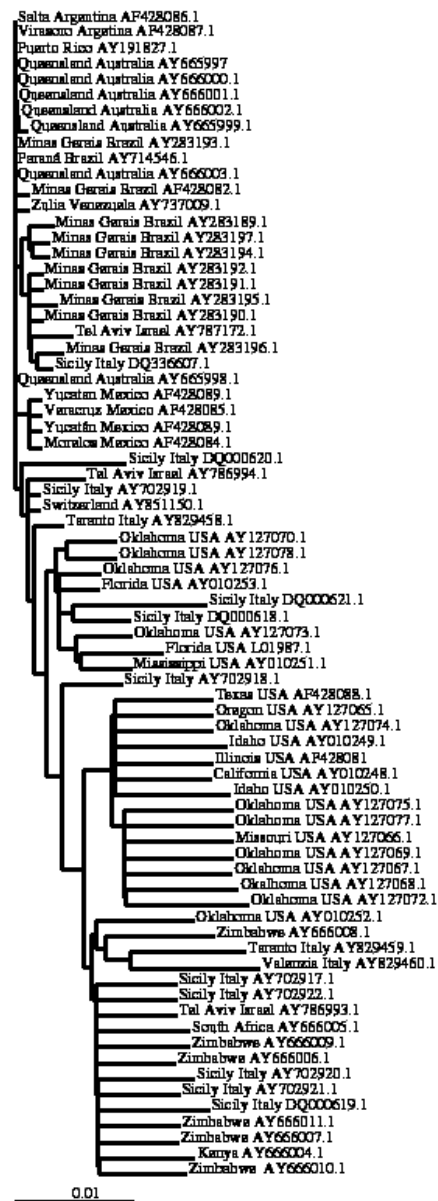 Salta Argentina AF428086.1
Virasoro Argetina AF428087.1
Puerto Rico AY191827.1
Queensland Australia AY665997
Queensland Australia AY666000.1
Queensland Australia AY666001.1
Queensland Australia AY666002.1
Queensland Australia AY665999.1
Minas Gerais Brazil AY283193.1
Paraná Brazil AY714546.1
Queensland Australia AY666003.1
Minas Gerais Brazil AF428082.1
Zulia Venezuala AY737009.1
Minas Gerais Brazil AY283189.1
Minas Gerais Brazil AY283197.1
Minas Gerais Brazil AY283194.1
Minas Gerais Brazil AY283192.1
Minas Gerais Brazil AY283191.1
Minas Gerais Brazil AY283195.1
Minas Gerais Brazil AY283190.1
Tel Aviv Israel AY787172.1
Minas Gerais Brazil AY283196.1
Sicily Italy DQ336607.1
Queensland Australia AY665998.1
Yucatan Mexico AF428089.1
Veracruz Mexico AF428085.1
Yucatán Mexico AF428089.1
Morelos Mexico AF428084.1
Sicily Italy DQ000620.1
Tel Aviv Israel AY786994.1
Sicily Italy AY702919.1
Switzerland AY851150.1
Taranto Italy AY829458.1
Oklahoma USA AY127070.1
Oklahoma USA AY127078.1
Oklahoma USA AY127076.1
Florida USA AY010253.1
Sicily Italy DQ000621.1
Sicily Italy DQ000618.1
Oklahoma USA AY127073.1
Florida USA L01987.1
Mississippi USA AY010251.1
Sicily Italy AY702918.1
Texas USA AF428088.1
Oregon USA AY127065.1
Oklahoma USA AY127074.1
Idaho USA AY010249.1
Illinois USA AF428081
California USA AY010248.1
Idaho USA AY010250.1
Oklahoma USA AY127075.1
Oklahoma USA AY127077.1
Missouri USA AY127066.1
Oklahoma USA AY127069.1
Oklahoma USA AY127067.1
Okalhoma USA AY127068.1
Oklahoma USA AY127072.1
Oklahoma USA AY010252.1
Zimbabwe AY666008.1
Taranto Italy AY829459.1
Valenzia Italy AY829460.1
Sicily Italy AY702917.1
Sicily Italy AY702922.1
Tel Aviv Israel AY786993.1
South Africa AY666005.1
Zimbabwe AY666009.1
Zimbabwe AY666006.1
Sicily Italy AY702920.1
Sicily Italy AY702921.1
Sicily Italy DQ000619.1
Zimbabwe AY666011.1
Zimbabwe AY666007.1
Kenya AY666004.1
Zimbabwe AY666010.1
0.01